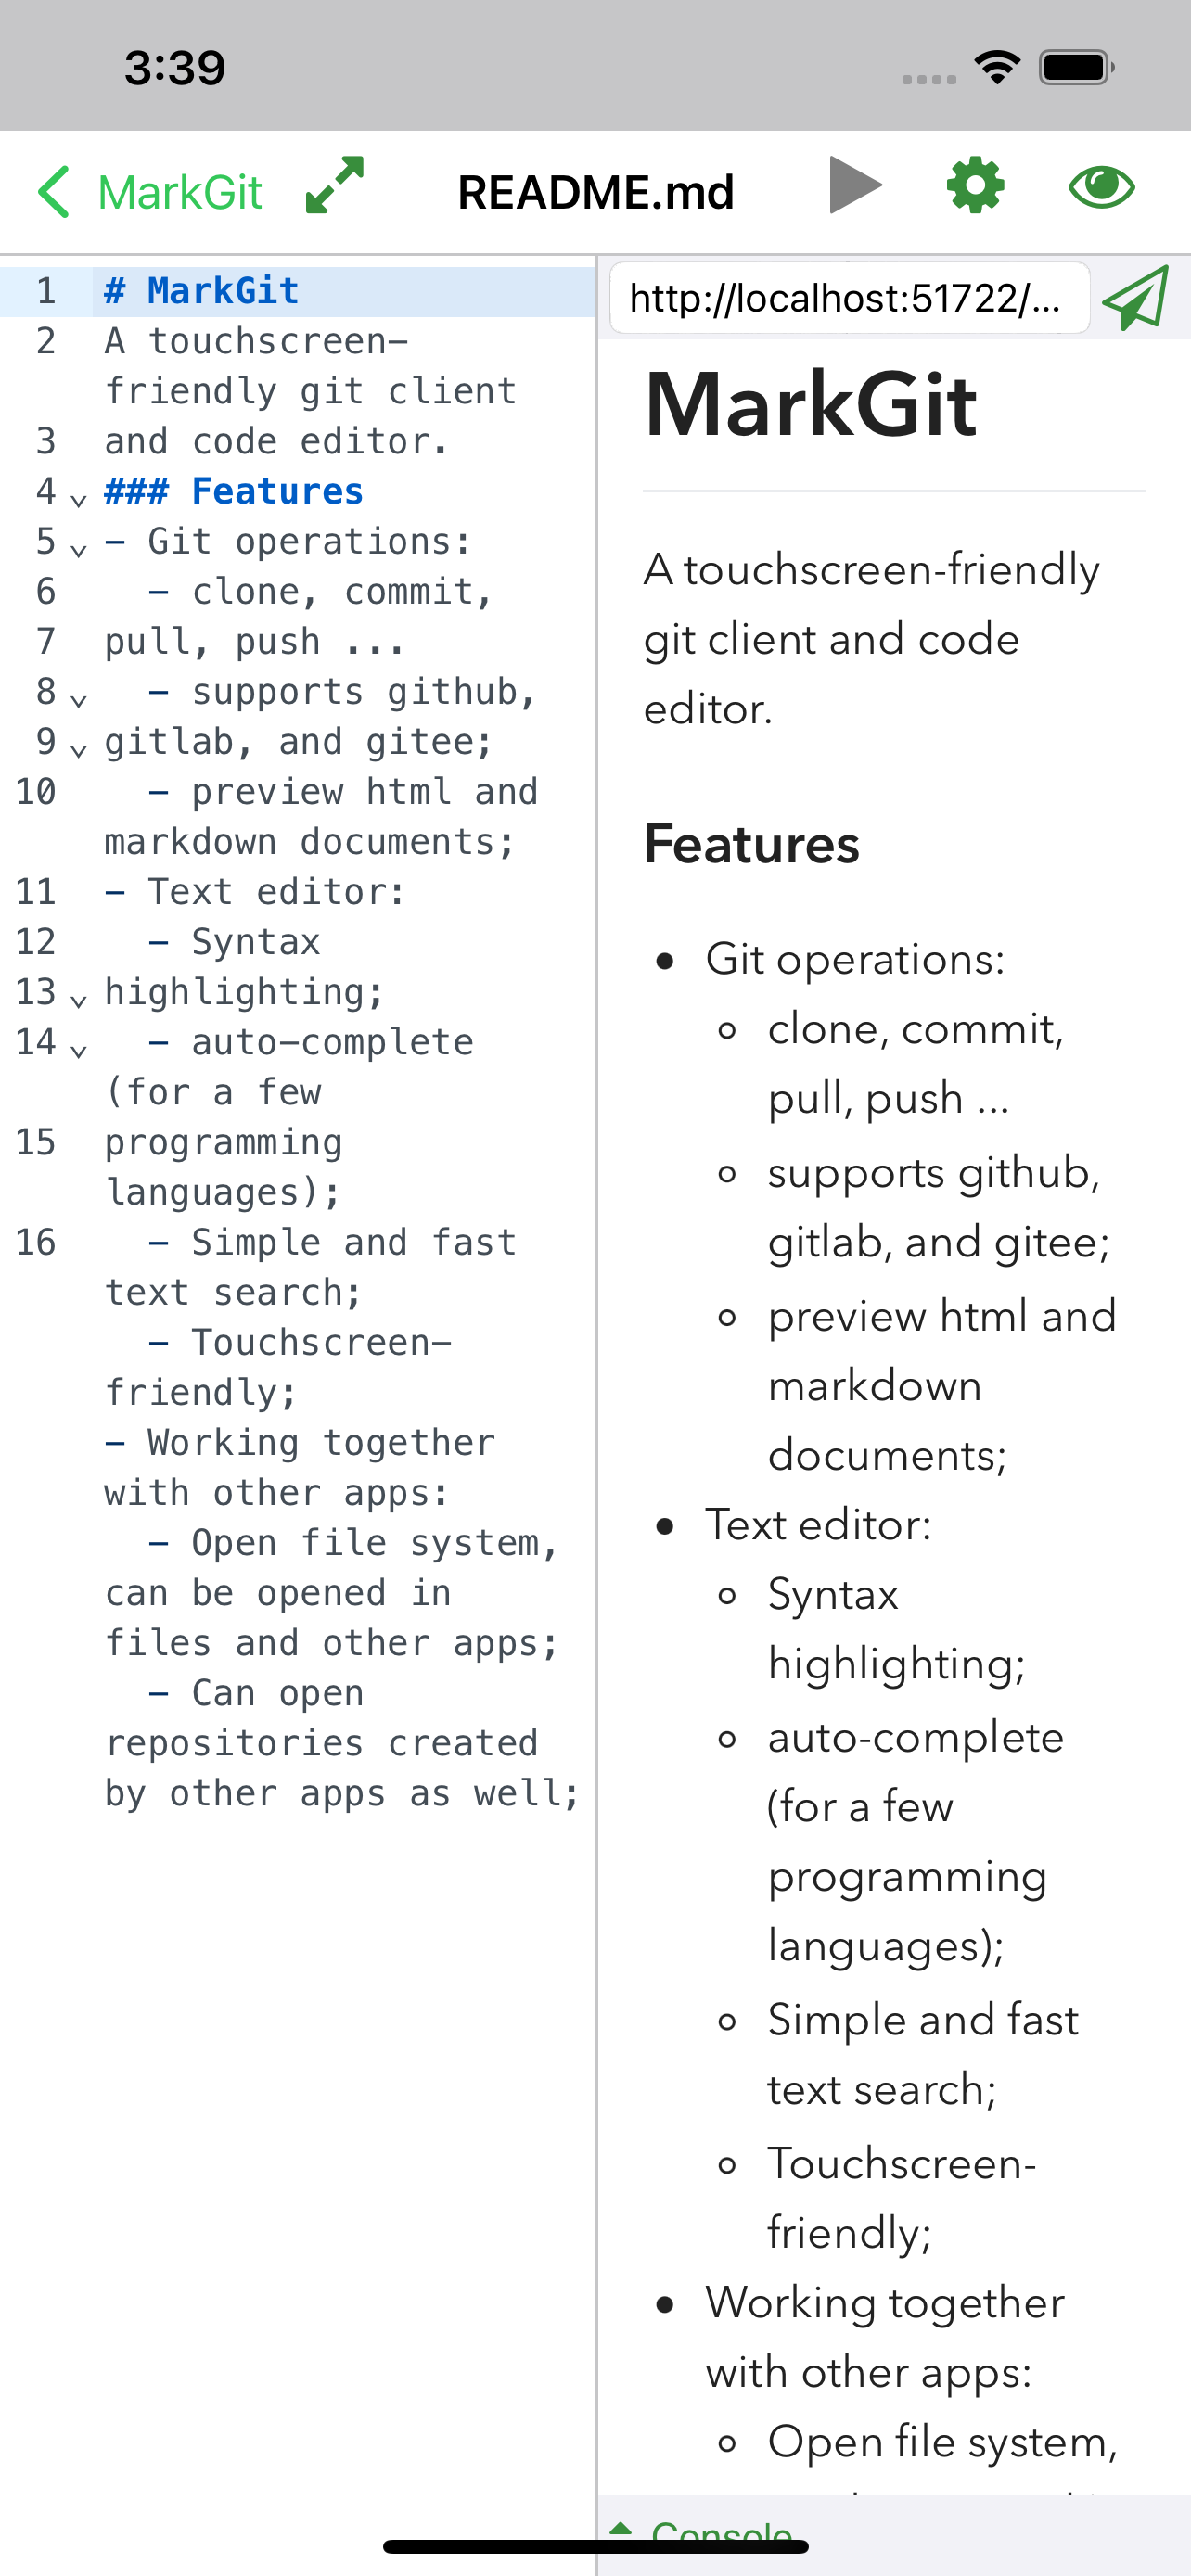 3:39
MarkGit
README.md
1 # MarkGit
2 A touchscreen-
friendly git client
3 and code editor.
4 ### Features
5 - Git operations:
6 - clone, commit,
7 pull, push ...
8 - supports github,
9 gitlab, and gitee;
10 - preview html and
markdown documents;
11 - Text editor:
12 - Syntax
13 highlighting;
14 - auto-complete
(for a few
15 programming
languages);
16 - Simple and fast
text search;
- Touchscreen-
friendly;
- Working together
with other apps:
- Open file system,
can be opened in
files and other apps;
- Can open
repositories created
by other apps as well;
http://localhost:51722/...
MarkGit
A touchscreen-friendly
git client and code
editor.
Features
• Git operations:
◦ clone, commit,
pull, push ...
◦ supports github,
gitlab, and gitee;
◦ preview html and
markdown
documents;
• Text editor:
◦ Syntax
highlighting;
◦ auto-complete
(for a few
programming
languages);
◦ Simple and fast
text search;
◦ Touchscreen-
friendly;
• Working together
with other apps:
◦ Open file system,
Console